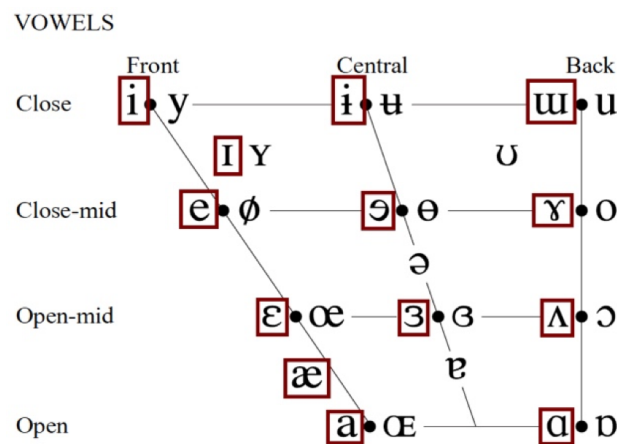 VOWELS
Front Central Back
Close i y ɨ ʉ ɯ u
ɪ ʏ ʊ
Close-mid e ø ɘ ɵ ɤ o
ə
Open-mid ɛ œ ɜ ɞ ʌ ɔ
æ ɐ
Open a ɶ ɑ ɒ